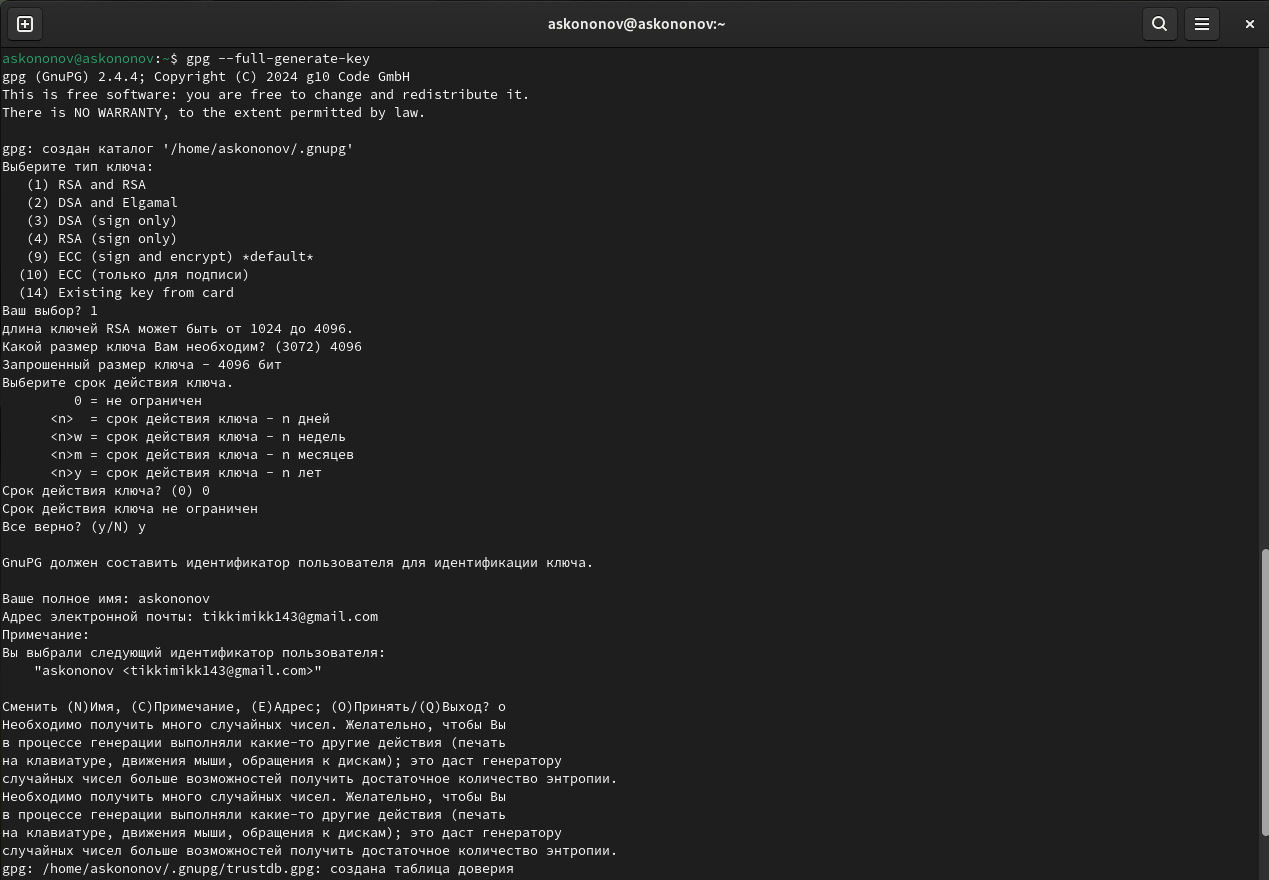 askononov@askononov:~
askononov@askononov:~$ gpg --full-generate-key
gpg (GnuPG) 2.4.4; Copyright (C) 2024 g10 Code GmbH
This is free software: you are free to change and redistribute it.
There is NO WARRANTY, to the extent permitted by law.

gpg: создан каталог '/home/askononov/.gnupg'
Выберите тип ключа:
   (1) RSA and RSA
   (2) DSA and Elgamal
   (3) DSA (sign only)
   (4) RSA (sign only)
   (9) ECC (sign and encrypt) *default*
  (10) ECC (только для подписи)
  (14) Existing key from card
Ваш выбор? 1
длина ключей RSA может быть от 1024 до 4096.
Какой размер ключа Вам необходим? (3072) 4096
Запрошенный размер ключа - 4096 бит
Выберите срок действия ключа.
         0 = не ограничен
      <n>  = срок действия ключа - n дней
      <n>w = срок действия ключа - n недель
      <n>m = срок действия ключа - n месяцев
      <n>y = срок действия ключа - n лет
Срок действия ключа? (0) 0
Срок действия ключа не ограничен
Все верно? (y/N) y

GnuPG должен составить идентификатор пользователя для идентификации ключа.

Ваше полное имя: askononov
Адрес электронной почты: tikkimikk143@gmail.com
Примечание:
Вы выбрали следующий идентификатор пользователя:
    "askononov <tikkimikk143@gmail.com>"

Сменить (N)Имя, (C)Примечание, (E)Адрес; (O)Принять/(Q)Выход? o
Необходимо получить много случайных чисел. Желательно, чтобы Вы
в процессе генерации выполняли какие-то другие действия (печать
на клавиатуре, движения мыши, обращения к дискам); это даст генератору
случайных чисел больше возможностей получить достаточное количество энтропии.
Необходимо получить много случайных чисел. Желательно, чтобы Вы
в процессе генерации выполняли какие-то другие действия (печать
на клавиатуре, движения мыши, обращения к дискам); это даст генератору
случайных чисел больше возможностей получить достаточное количество энтропии.
gpg: /home/askononov/.gnupg/trustdb.gpg: создана таблица доверия